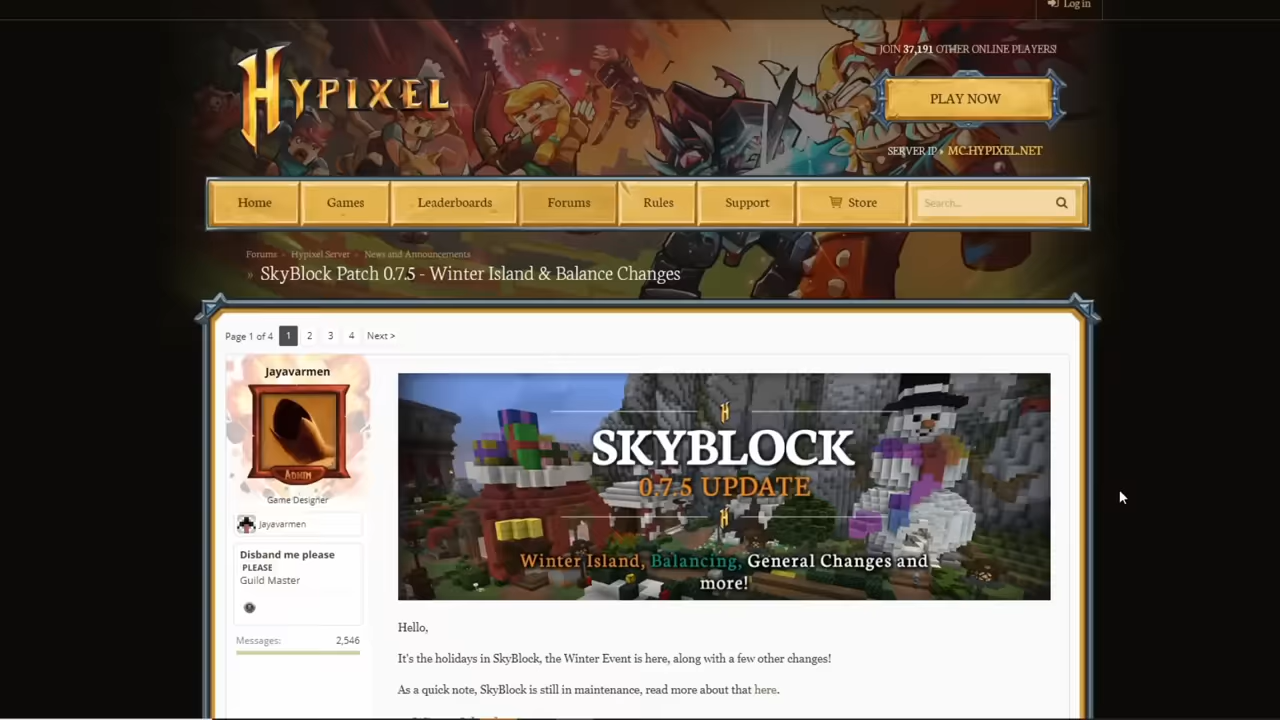 Log in
HYPIXEL
JOIN 37,191 OTHER ONLINE PLAYERS!
PLAY NOW
SERVER IP • MC.HYPIXEL.NET
Home Games Leaderboards Forums Rules Support Store Search...
Forums Hypixel Server News and Announcements
» SkyBlock Patch 0.7.5 - Winter Island & Balance Changes
Page 1 of 4 1 2 3 4 Next >
Jayavarmen
ADMIN
Game Designer
Jayavarmen
Disband me please
PLEASE
Guild Master
Messages: 2,546
H
SKYBLOCK
0.7.5 UPDATE
H
Winter Island, Balancing, General Changes and
more!
Hello,
It's the holidays in SkyBlock, the Winter Event is here, along with a few other changes!
As a quick note, SkyBlock is still in maintenance, read more about that here.